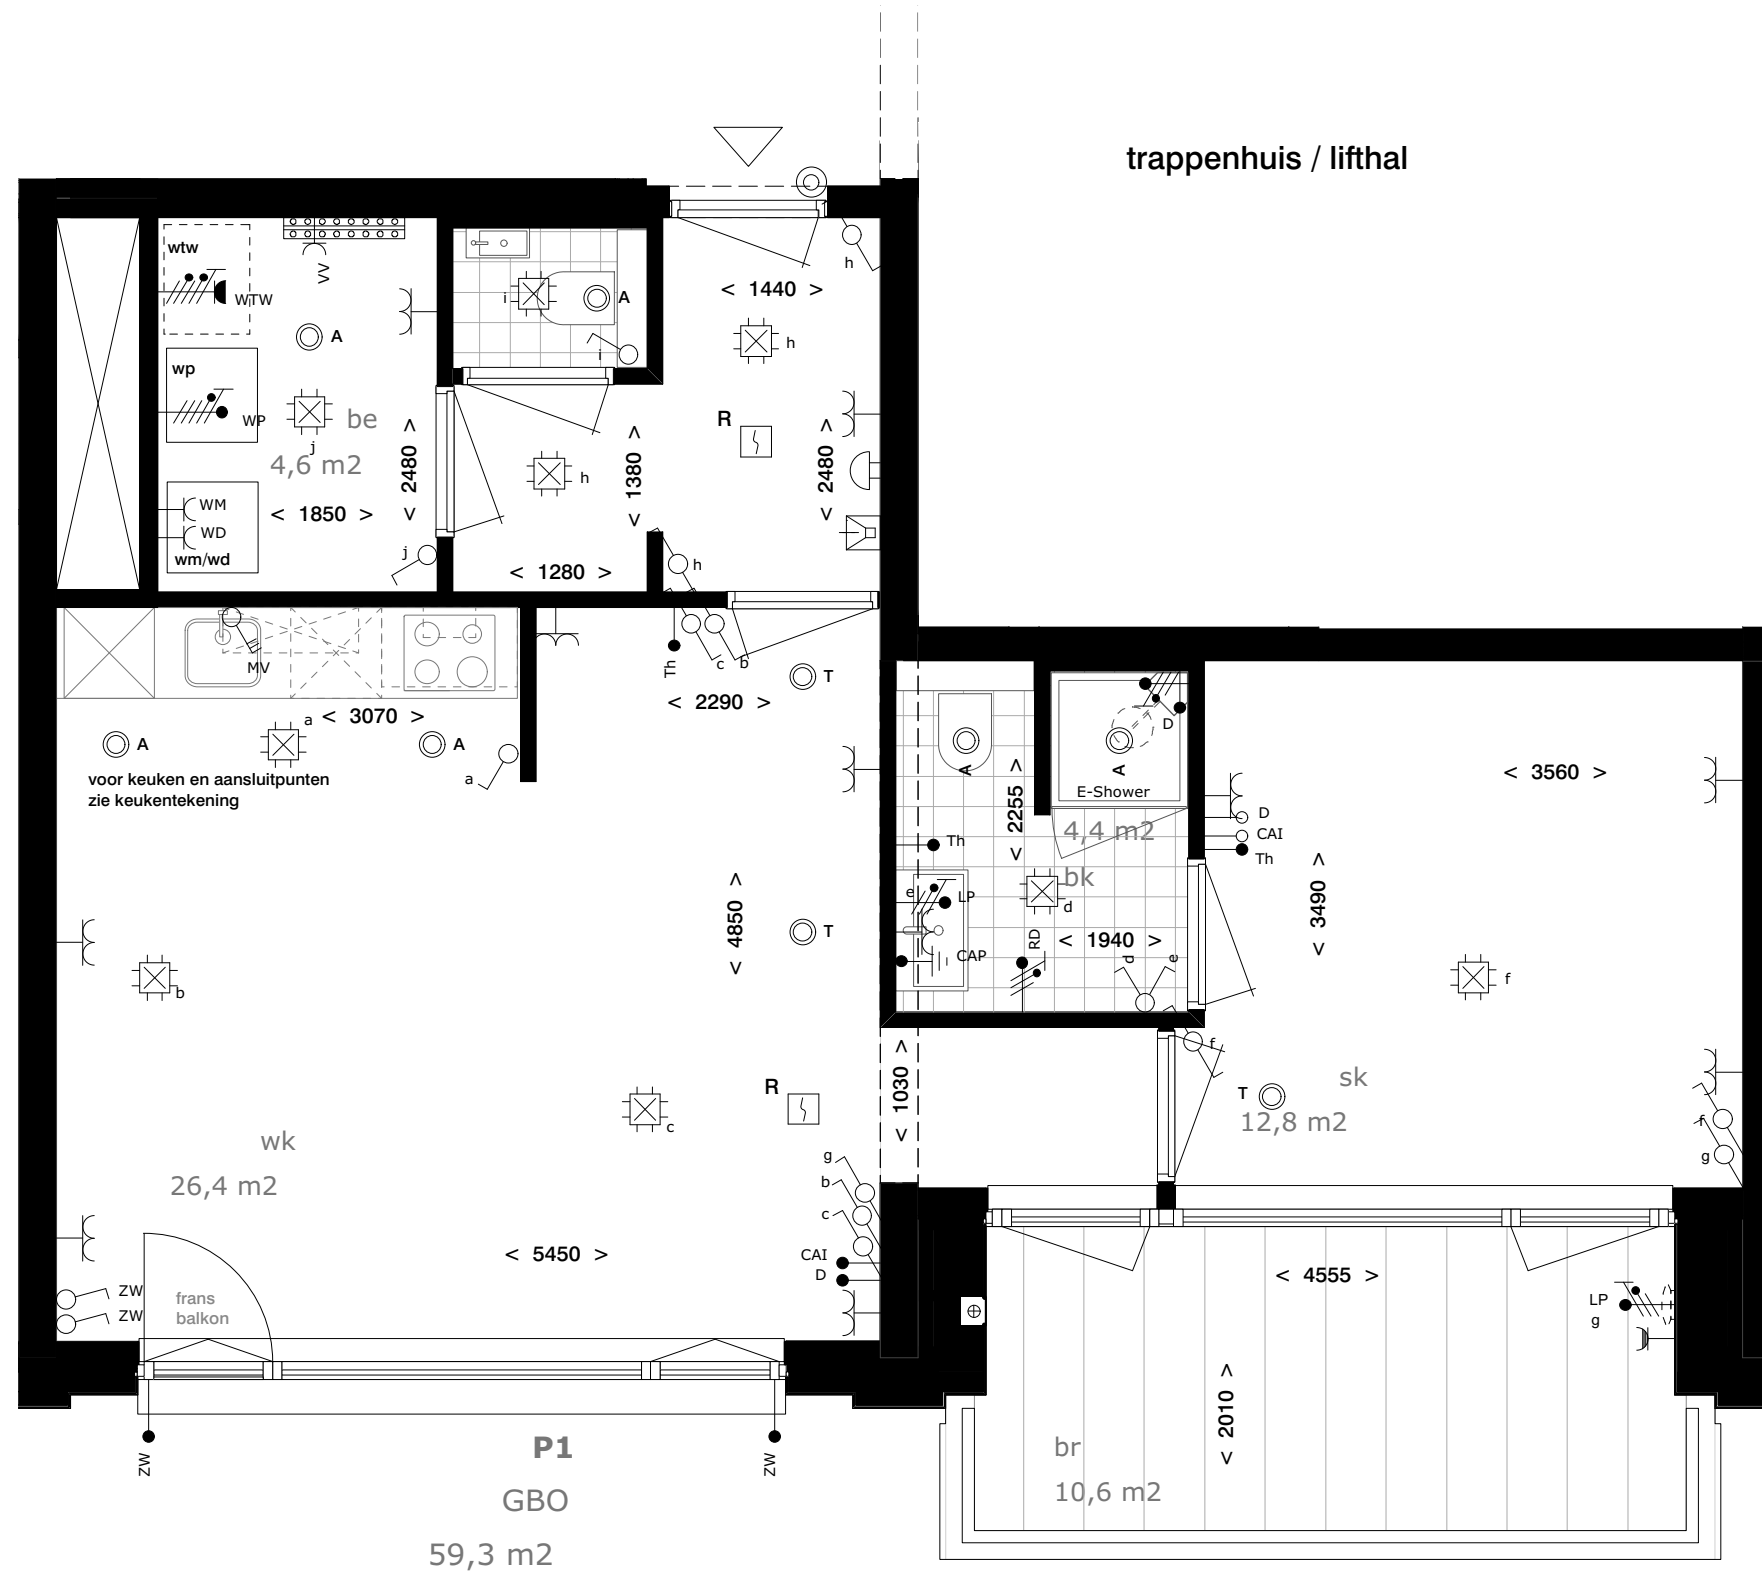 trappenhuis / lifthal
wtw
WTW
VV
A
wp
WP
j
be
4,6 m2
< 2480 >
WM
WD
wm/wd
< 1850 >
j
i
A
i
h
< 1440 >
h
R
h
< 1380 >
< 2480 >
< 1280 >
h
MV
Th
c
b
T
a
< 3070 >
< 2290 >
A
A
a
voor keuken en aansluitpunten
zie keukentekening
A
A
D
E-Shower
< 2255 >
4,4 m2
bk
Th
e
LP
d
CAP
RD
< 1940 >
d
e
D
CAI
Th
< 3560 >
< 3490 >
f
f
sk
T
12,8 m2
f
g
< 4850 >
T
b
c
R
< 1030 >
wk
26,4 m2
g
b
c
CAI
D
< 5450 >
ZW
ZW
frans
balkon
ZW
ZW
< 4555 >
LP
g
< 2010 >
br
10,6 m2
P1
GBO
59,3 m2